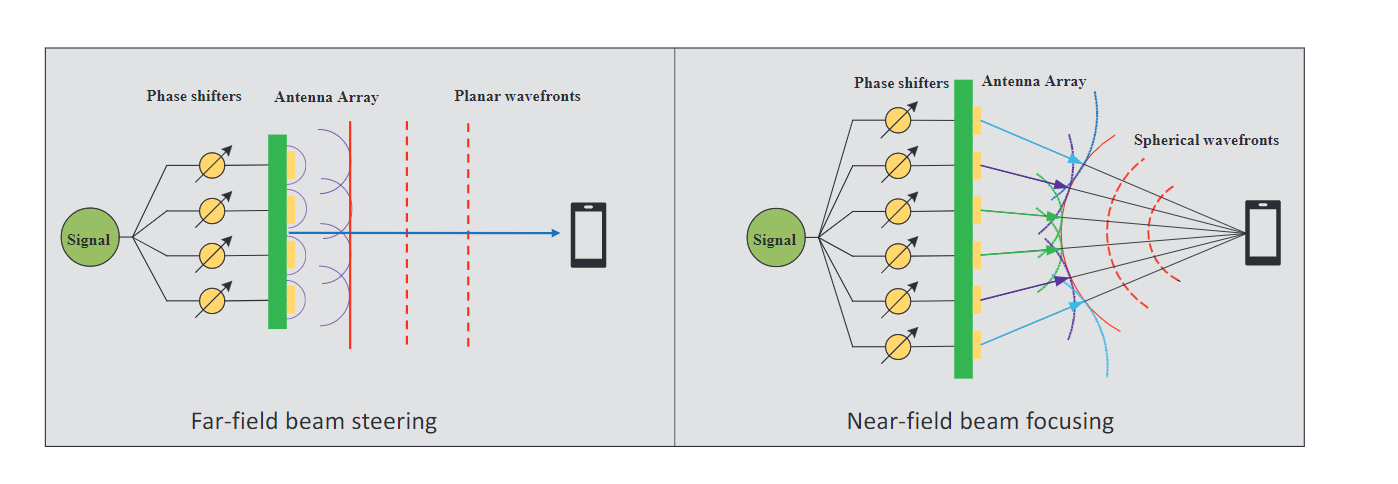 Phase shifters
Antenna Array
Planar wavefronts
Signal
Far-field beam steering
Phase shifters
Antenna Array
Spherical wavefronts
Signal
Near-field beam focusing